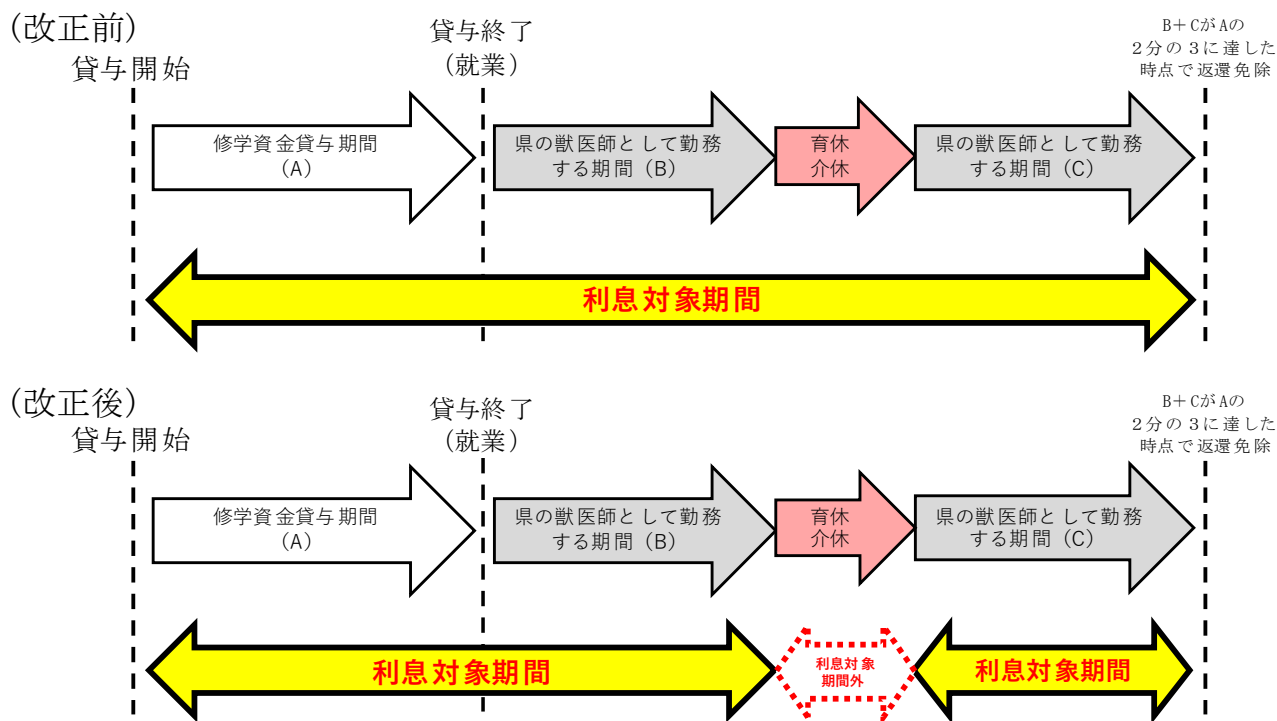 (改正前)
貸与開始
貸与終了
(就業)
B+CがAの
2分の3に達した
時点で返還免除
修学資金貸与期間
(A)
県の獣医師として勤務
する期間(B)
育休
介休
県の獣医師として勤務
する期間(C)
利息対象期間
(改正後)
貸与開始
貸与終了
(就業)
B+CがAの
2分の3に達した
時点で返還免除
修学資金貸与期間
(A)
県の獣医師として勤務
する期間(B)
育休
介休
県の獣医師として勤務
する期間(C)
利息対象期間
利息対象
期間外
利息対象期間